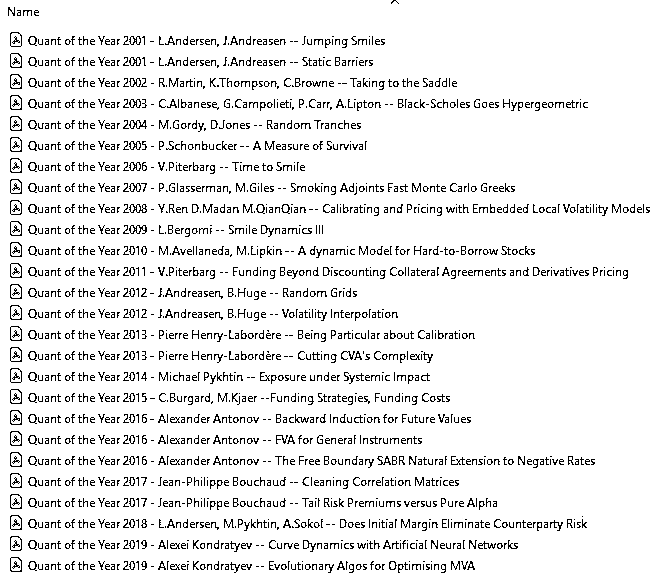 Name
Quant of the Year 2001 - L.Andersen, J.Andreasen -- Jumping Smiles
Quant of the Year 2001 - L.Andersen, J.Andreasen -- Static Barriers
Quant of the Year 2002 - R.Martin, K.Thompson, C.Browne -- Taking to the Saddle
Quant of the Year 2003 - C.Albanese, G.Campolieti, P.Carr, A.Lipton -- Black-Scholes Goes Hypergeometric
Quant of the Year 2004 - M.Gordy, D.Jones -- Random Tranches
Quant of the Year 2005 - P.Schonbucker -- A Measure of Survival
Quant of the Year 2006 - V.Piterbarg -- Time to Smile
Quant of the Year 2007 - P.Glasserman, M.Giles -- Smoking Adjoints Fast Monte Carlo Greeks
Quant of the Year 2008 - Y.Ren D.Madan M.QianQian -- Calibrating and Pricing with Embedded Local Volatility Models
Quant of the Year 2009 - L.Bergomi -- Smile Dynamics III
Quant of the Year 2010 - M.Avellaneda, M.Lipkin -- A dynamic Model for Hard-to-Borrow Stocks
Quant of the Year 2011 - V.Piterbarg -- Funding Beyond Discounting Collateral Agreements and Derivatives Pricing
Quant of the Year 2012 - J.Andreasen, B.Huge -- Random Grids
Quant of the Year 2012 - J.Andreasen, B.Huge -- Volatility Interpolation
Quant of the Year 2013 - Pierre Henry-Labordère -- Being Particular about Calibration
Quant of the Year 2013 - Pierre Henry-Labordère -- Cutting CVA's Complexity
Quant of the Year 2014 - Michael Pykhtin -- Exposure under Systemic Impact
Quant of the Year 2015 - C.Burgard, M.Kjaer --Funding Strategies, Funding Costs
Quant of the Year 2016 - Alexander Antonov -- Backward Induction for Future Values
Quant of the Year 2016 - Alexander Antonov -- FVA for General Instruments
Quant of the Year 2016 - Alexander Antonov -- The Free Boundary SABR Natural Extension to Negative Rates
Quant of the Year 2017 - Jean-Philippe Bouchaud -- Cleaning Correlation Matrices
Quant of the Year 2017 - Jean-Philippe Bouchaud -- Tail Risk Premiums versus Pure Alpha
Quant of the Year 2018 - L.Andersen, M.Pykhtin, A.Sokol -- Does Initial Margin Eliminate Counterparty Risk
Quant of the Year 2019 - Alexei Kondratyev -- Curve Dynamics with Artificial Neural Networks
Quant of the Year 2019 - Alexei Kondratyev -- Evolutionary Algos for Optimising MVA